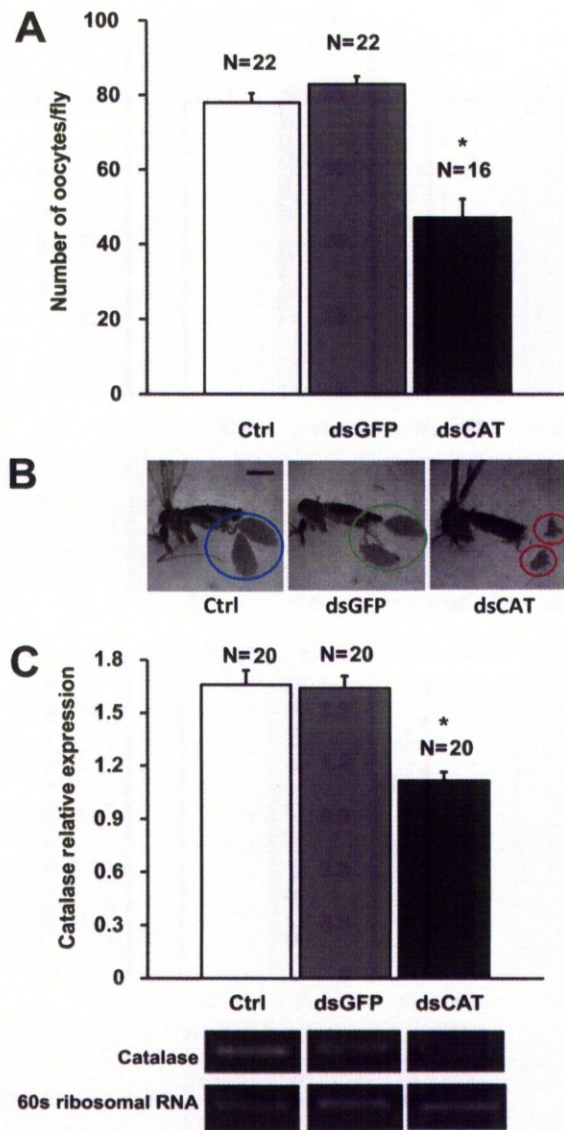 A
100
80
60
40
20
0
Number of oocytes/fly
N=22
N=22
*
N=16
Ctrl
dsGFP
dsCAT
B
Ctrl
dsGFP
dsCAT
C
1.8
1.5
1.2
0.9
0.6
0.3
0
Catalase relative expression
N=20
N=20
*
N=20
Ctrl
dsGFP
dsCAT
Catalase
60s ribosomal RNA